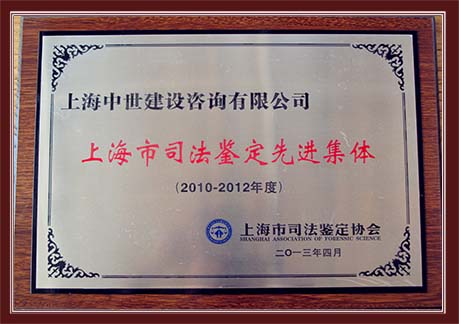 上海中世建设咨询有限公司
上海市司法鉴定先进集体
(2010-2012年度)
上海市司法鉴定协会
SHANGHAI ASSOCIATION OF FORENSIC SCIENCE
二〇一三年四月